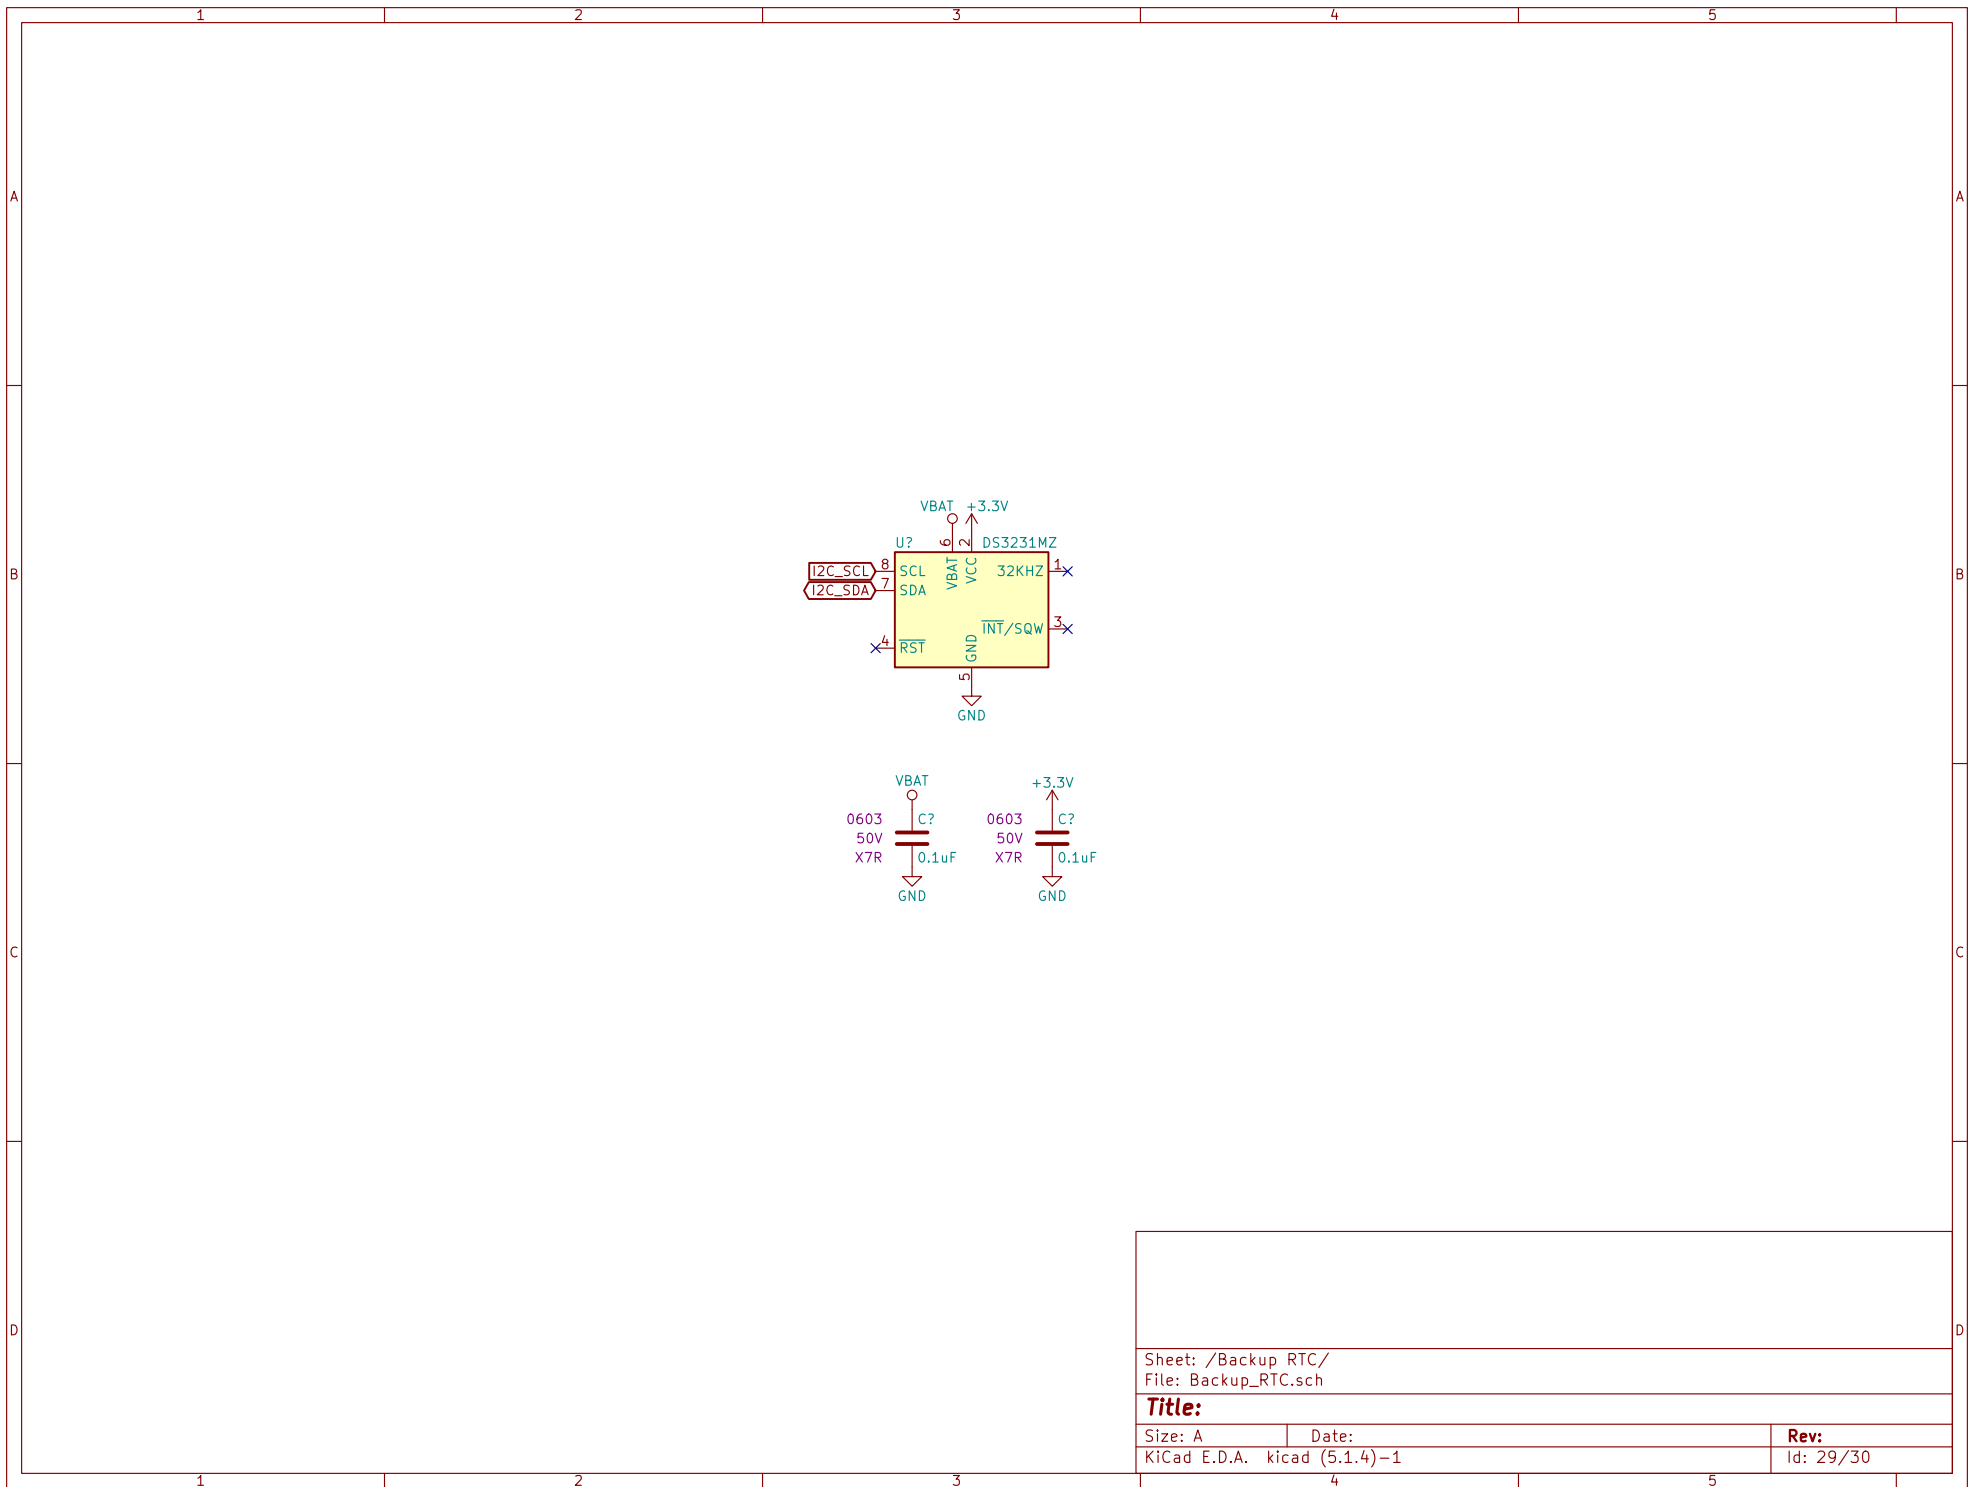 1 2 3 4 5
A A
VBAT +3.3V
U? DS3231MZ
6 2
I2C_SCL 8 SCL VBAT VCC 32KHZ 1
B B
I2C_SDA 7 SDA
INT/SQW 3
4 RST GND
5
GND
VBAT +3.3V
0603 C? 0603 C?
50V 50V
X7R 0.1uF X7R 0.1uF
GND GND
C C
D D
Sheet: /Backup RTC/
File: Backup_RTC.sch
Title:
Size: A Date: Rev:
KiCad E.D.A. kicad (5.1.4)-1 Id: 29/30
1 2 3 4 5